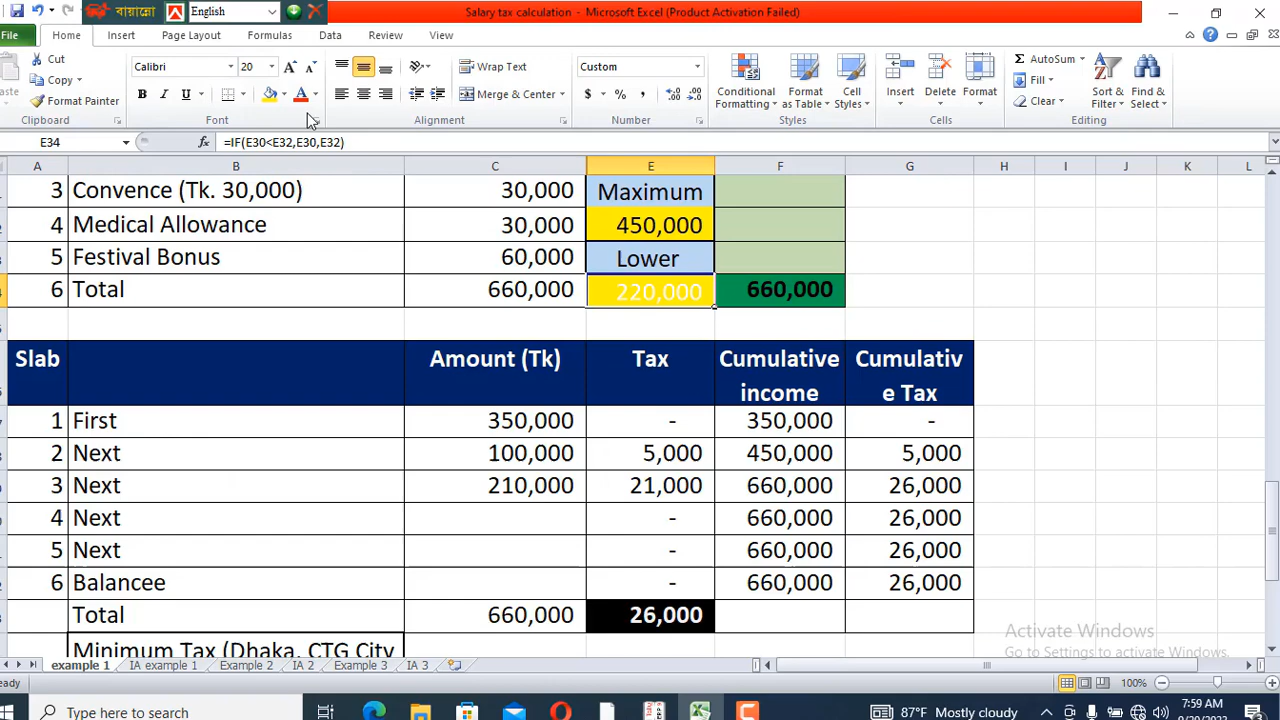 বায়ান্নো English Salary tax calculation - Microsoft Excel (Product Activation Failed)
File Home Insert Page Layout Formulas Data Review View
Cut Calibri 20 Wrap Text Custom AutoSum
Copy Fill
Format Painter B I U A Merge & Center $ % , Conditional Formatting Format as Table Cell Styles Insert Delete Format Clear Sort & Filter Find & Select
Clipboard Font Alignment Number Styles Cells Editing
E34 fx =IF(E30<E32,E30,E32)
A B C E F G H I J K L
3 Convence (Tk. 30,000) 30,000 Maximum
4 Medical Allowance 30,000 450,000
5 Festival Bonus 60,000 Lower
6 Total 660,000 220,000 660,000
Slab Amount (Tk) Tax Cumulative income Cumulativ e Tax
1 First 350,000 - 350,000 -
2 Next 100,000 5,000 450,000 5,000
3 Next 210,000 21,000 660,000 26,000
4 Next - 660,000 26,000
5 Next - 660,000 26,000
6 Balancee - 660,000 26,000
Total 660,000 26,000
Minimum Tax (Dhaka, CTG City
Activate Windows
Go to Settings to activate Windows.
example 1 IA example 1 Example 2 IA 2 Example 3 IA 3
eady 100%
Type here to search 87°F Mostly cloudy 7:59 AM